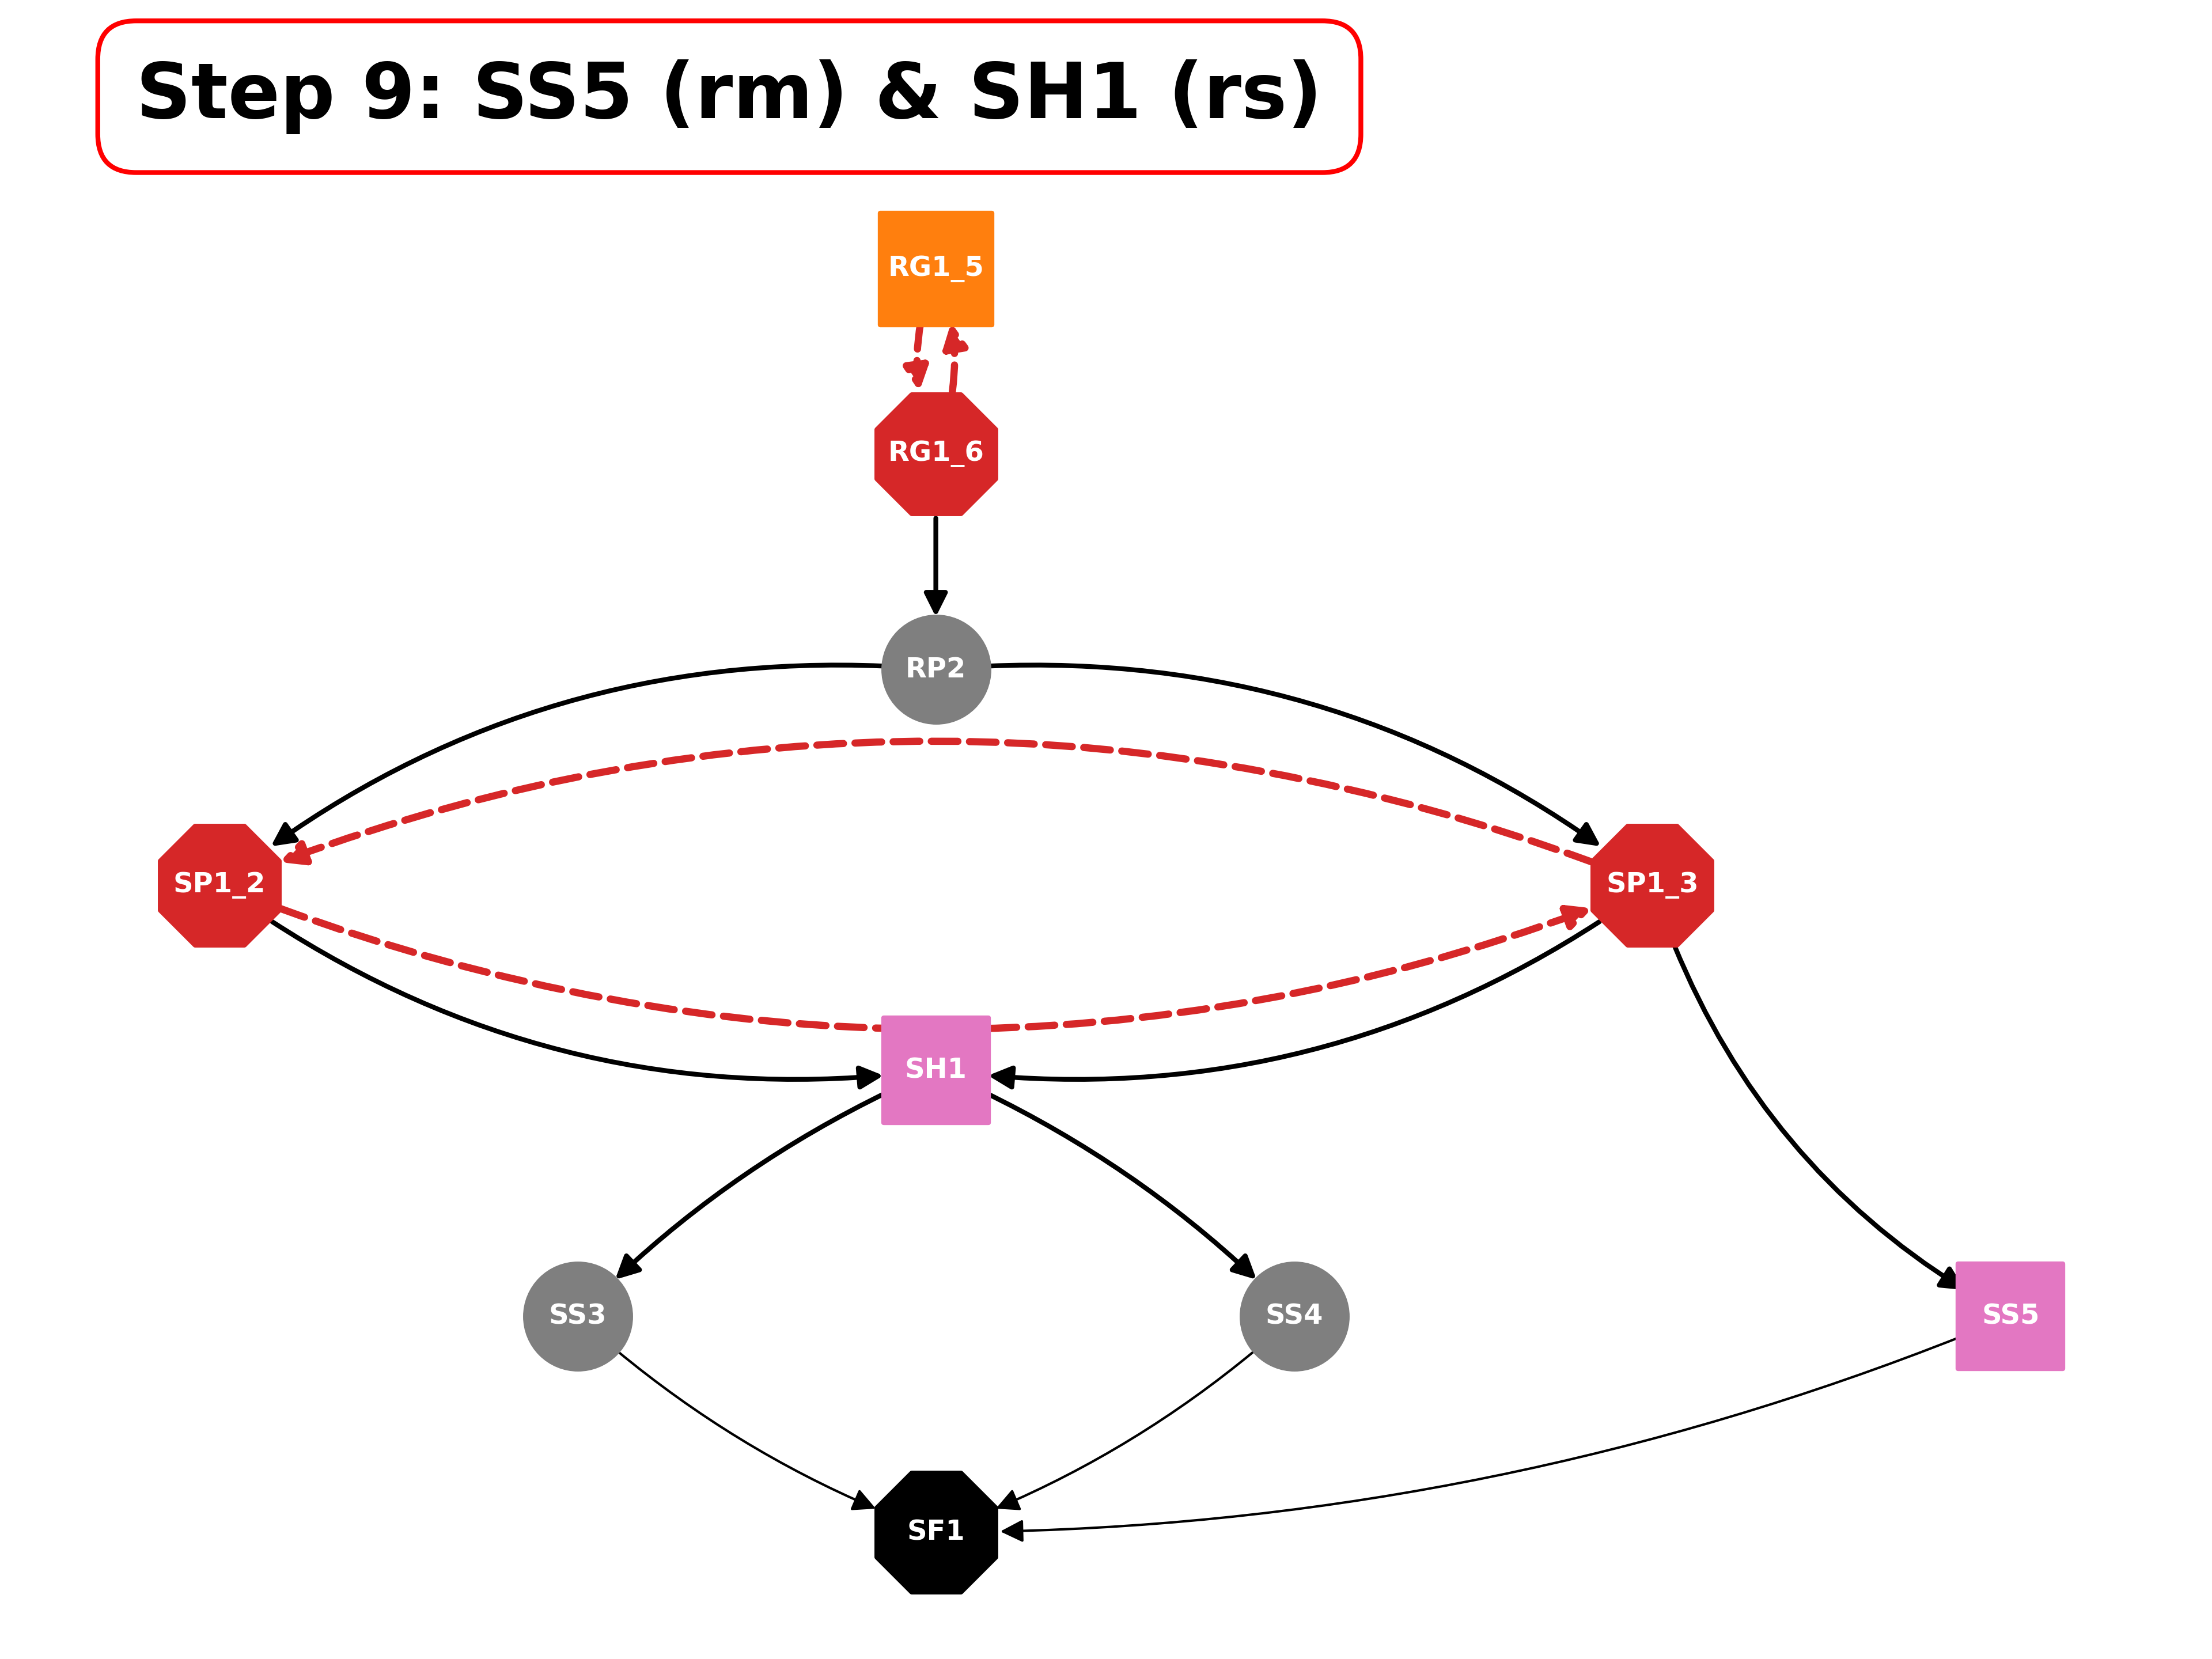 Step 9: SS5 (rm) & SH1 (rs)
RG1_5
RG1_6
RP2
SP1_2
SP1_3
SH1
SS3
SS4
SS5
SF1